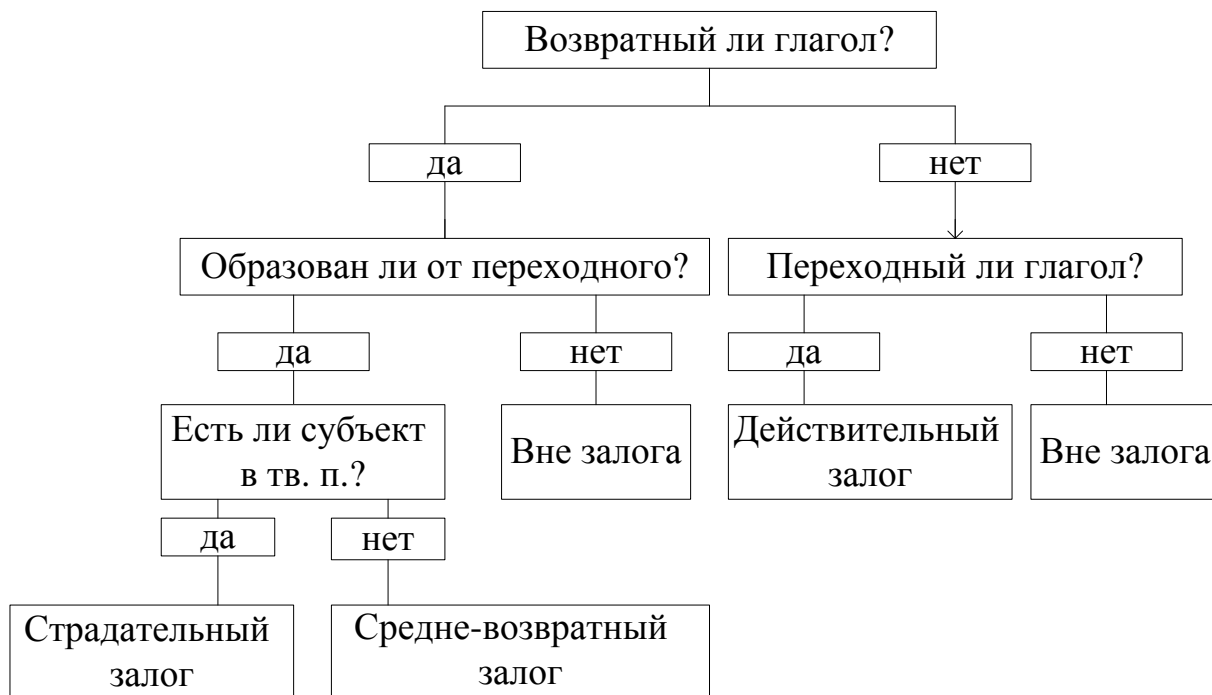 Возвратный ли глагол?
да
нет
Образован ли от переходного?
Переходный ли глагол?
да
нет
да
нет
Есть ли субъект
в тв. п.?
Вне залога
Действительный
залог
Вне залога
да
нет
Страдательный
залог
Средне-возвратный
залог